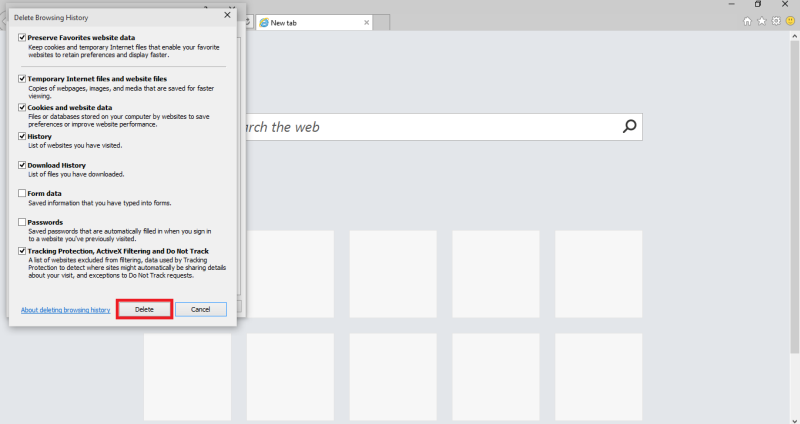 Delete Browsing History
New tab
Preserve Favorites website data
Keep cookies and temporary Internet files that enable your favorite
websites to retain preferences and display faster.
Temporary Internet files and website files
Copies of webpages, images, and media that are saved for faster
viewing.
Cookies and website data
Files or databases stored on your computer by websites to save
preferences or improve website performance.
rch the web
History
List of websites you have visited.
Download History
List of files you have downloaded.
Form data
Saved information that you have typed into forms.
Passwords
Saved passwords that are automatically filled in when you sign in
to a website you've previously visited.
Tracking Protection, ActiveX Filtering and Do Not Track
A list of websites excluded from filtering, data used by Tracking
Protection to detect where sites might automatically be sharing details
about your visit, and exceptions to Do Not Track requests.
About deleting browsing history
Delete
Cancel